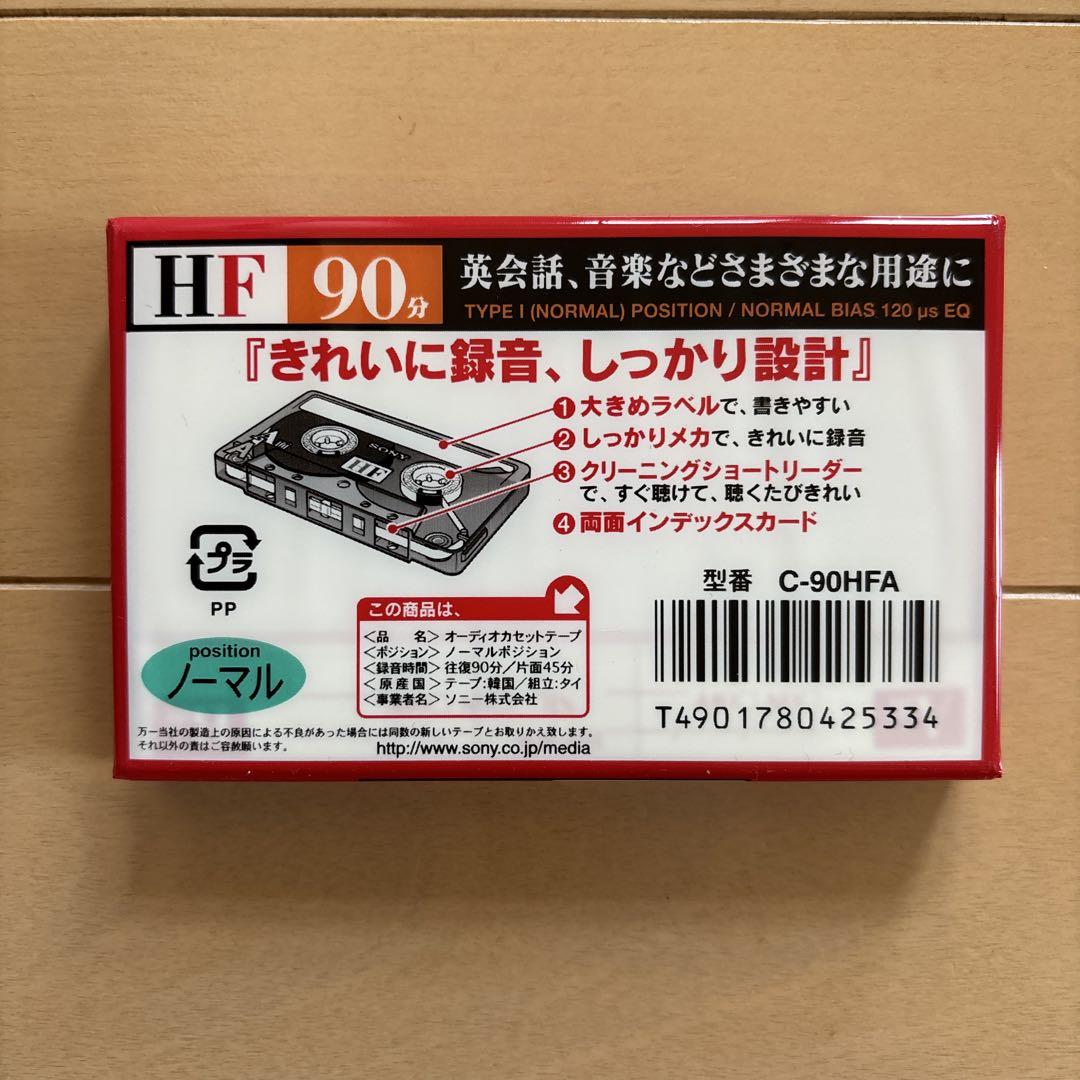 HF 90分 英会話、音楽などさまざまな用途に
TYPE I (NORMAL) POSITION / NORMAL BIAS 120 μs EQ
『きれいに録音、しっかり設計』
① 大きめラベルで、書きやすい
② しっかりメカで、きれいに録音
③ クリーニングショートリーダー
で、すぐ聴けて、聴くたびきれい
④ 両面インデックスカード
A
SONY
HF
プラ
PP
型番 C-90HFA
T4901780425334
position
ノーマル
この商品は、
<品 名> オーディオカセットテープ
<ポジション> ノーマルポジション
<録音時間> 往復90分/片面45分
<原産国> テープ:韓国/組立:タイ
<事業者名> ソニー株式会社
万一当社の製造上の原因による不良があった場合には同数の新しいテープとお取りかえ致します。
それ以外の責はご容赦願います。
http://www.sony.co.jp/media